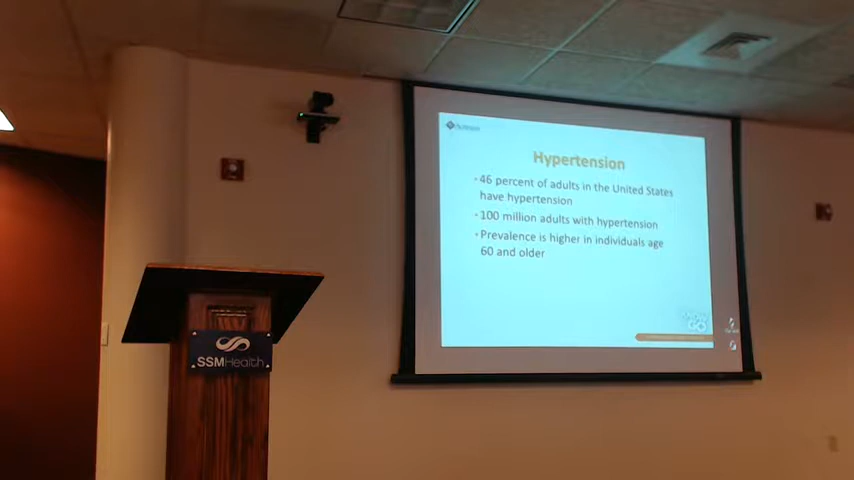 Hypertension
• 46 percent of adults in the United States
have hypertension
• 100 million adults with hypertension
• Prevalence is higher in individuals age
60 and older
SSMHealth